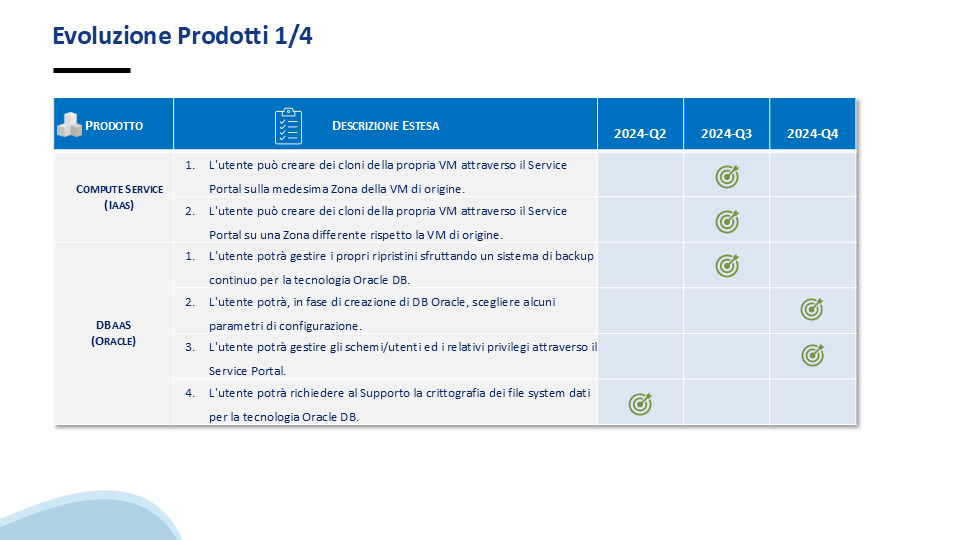 Evoluzione Prodotti 1/4
PRODOTTO
DESCRIZIONE ESTESA
2024-Q2
2024-Q3
2024-Q4
COMPUTE SERVICE
(IAAS)
1. L'utente può creare dei cloni della propria VM attraverso il Service
Portal sulla medesima Zona della VM di origine.
2. L'utente può creare dei cloni della propria VM attraverso il Service
Portal su una Zona differente rispetto la VM di origine.
DBAAS
(ORACLE)
1. L'utente potrà gestire i propri ripristini sfruttando un sistema di backup
continuo per la tecnologia Oracle DB.
2. L'utente potrà, in fase di creazione di DB Oracle, scegliere alcuni
parametri di configurazione.
3. L'utente potrà gestire gli schemi/utenti ed i relativi privilegi attraverso il
Service Portal.
4. L'utente potrà richiedere al Supporto la crittografia dei file system dati
per la tecnologia Oracle DB.